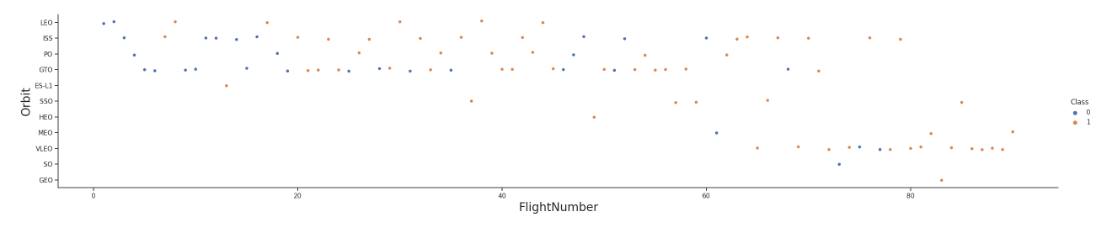 Orbit
LEO
ISS
PO
GTO
ES-L1
SSO
HEO
MEO
VLEO
SO
GEO
0 20 40 60 80
FlightNumber
Class
0
1